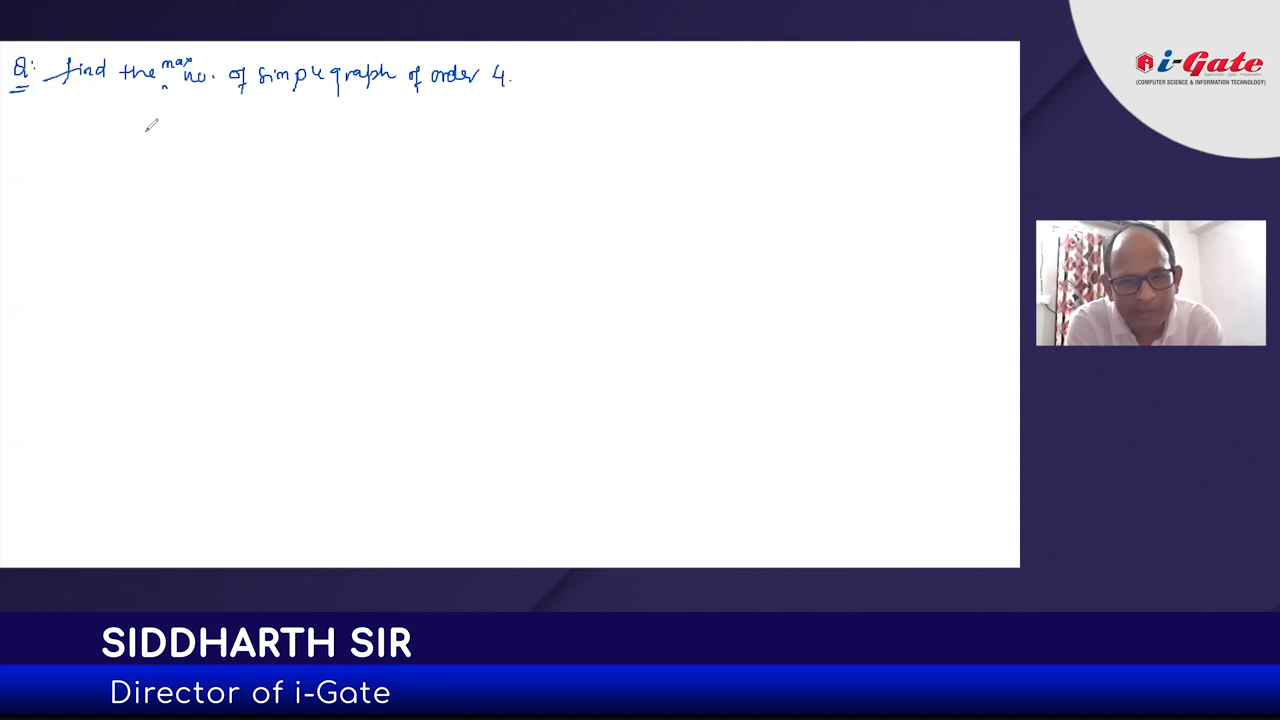 Q: find the max no. of simple graph of order 4.
i-Gate
(COMPUTER SCIENCE & INFORMATION TECHNOLOGY)
SIDDHARTH SIR
Director of i-Gate